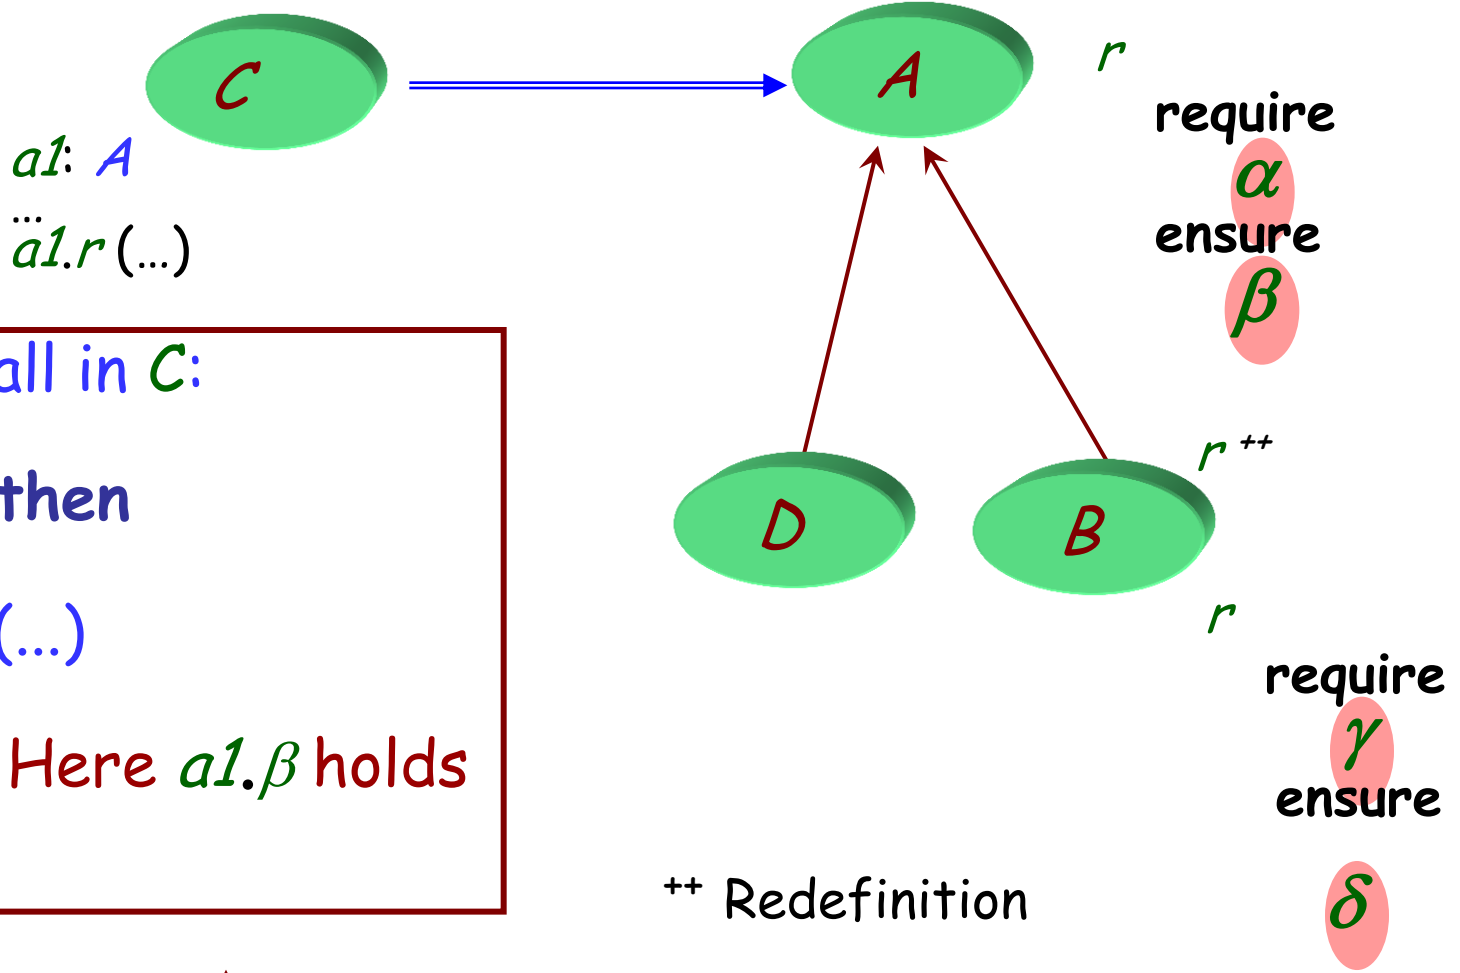 C
A
r
require
α
ensure
β
a1: A
...
a1.r (...)
all in C:
then
(...)
Here a1.β holds
D
B
r ++
r
require
γ
ensure
δ
++ Redefinition